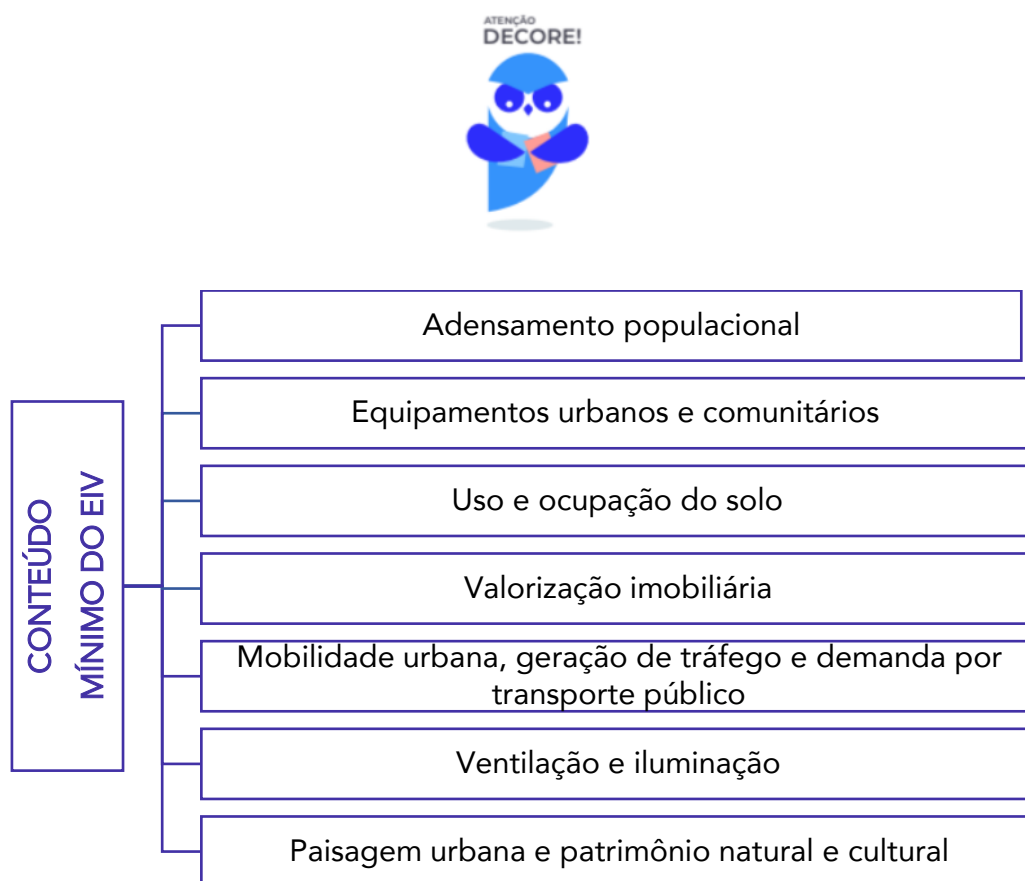 ATENÇÃO
DECORE!
CONTEÚDO
MÍNIMO DO EIV
Adensamento populacional
Equipamentos urbanos e comunitários
Uso e ocupação do solo
Valorização imobiliária
Mobilidade urbana, geração de tráfego e demanda por
transporte público
Ventilação e iluminação
Paisagem urbana e patrimônio natural e cultural